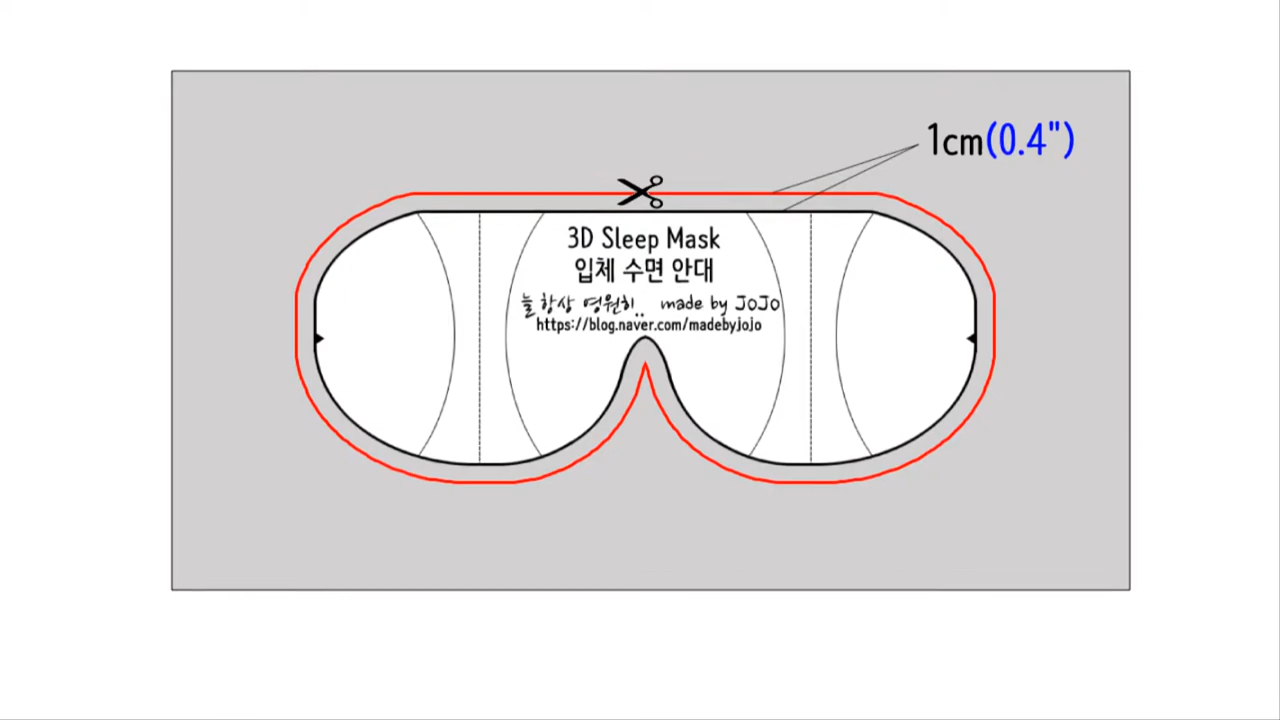 1cm(0.4")
3D Sleep Mask
입체 수면 안대
늘 항상 영원히.. made by JoJo
https://blog.naver.com/madebyjojo